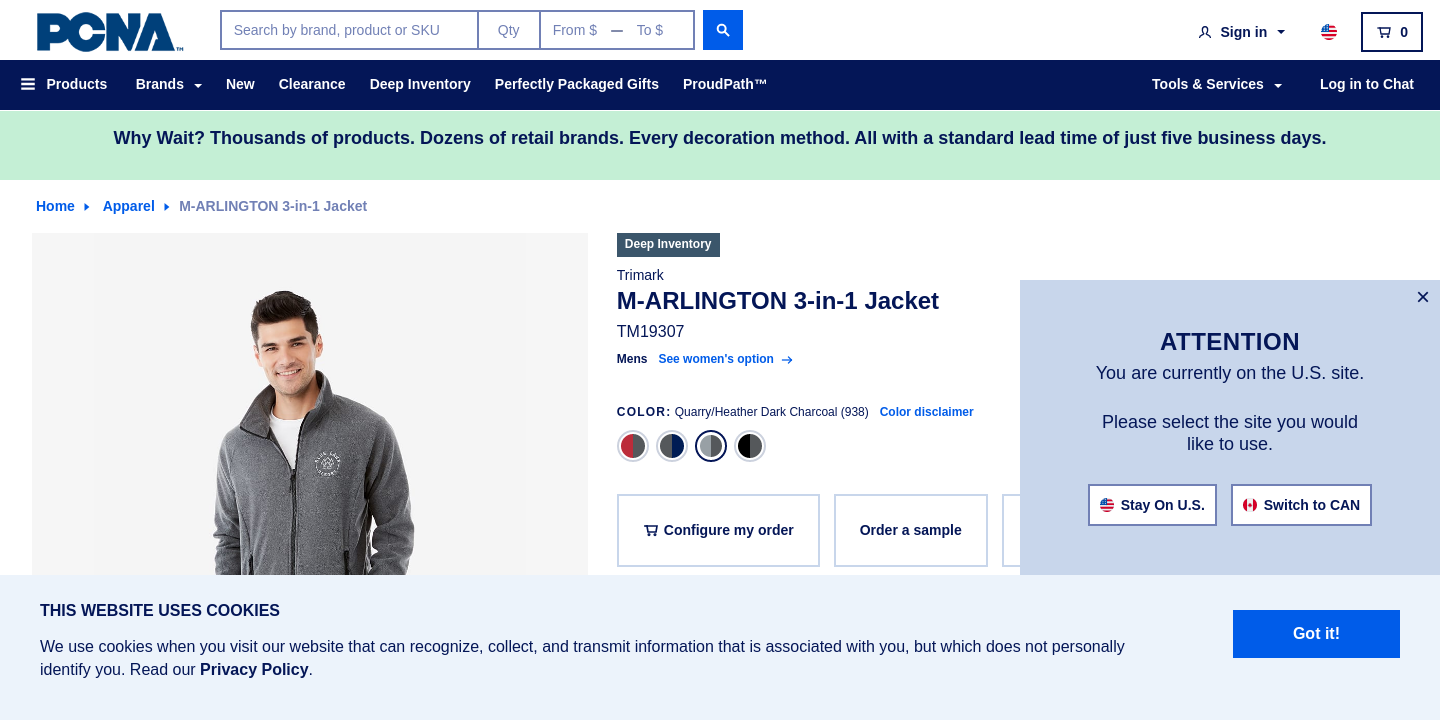 PCNA™
Search by brand, product or SKU
Qty
From $ — To $
Sign in
0
Products
Brands
New
Clearance
Deep Inventory
Perfectly Packaged Gifts
ProudPath™
Tools & Services
Log in to Chat
Why Wait? Thousands of products. Dozens of retail brands. Every decoration method. All with a standard lead time of just five business days.
Home
Apparel
M-ARLINGTON 3-in-1 Jacket
Deep Inventory
Trimark
M-ARLINGTON 3-in-1 Jacket
TM19307
Mens See women's option
COLOR: Quarry/Heather Dark Charcoal (938) Color disclaimer
Configure my order
Order a sample
×
ATTENTION
You are currently on the U.S. site.
Please select the site you would
like to use.
Stay On U.S.
Switch to CAN
THIS WEBSITE USES COOKIES
We use cookies when you visit our website that can recognize, collect, and transmit information that is associated with you, but which does not personally
identify you. Read our Privacy Policy.
Got it!